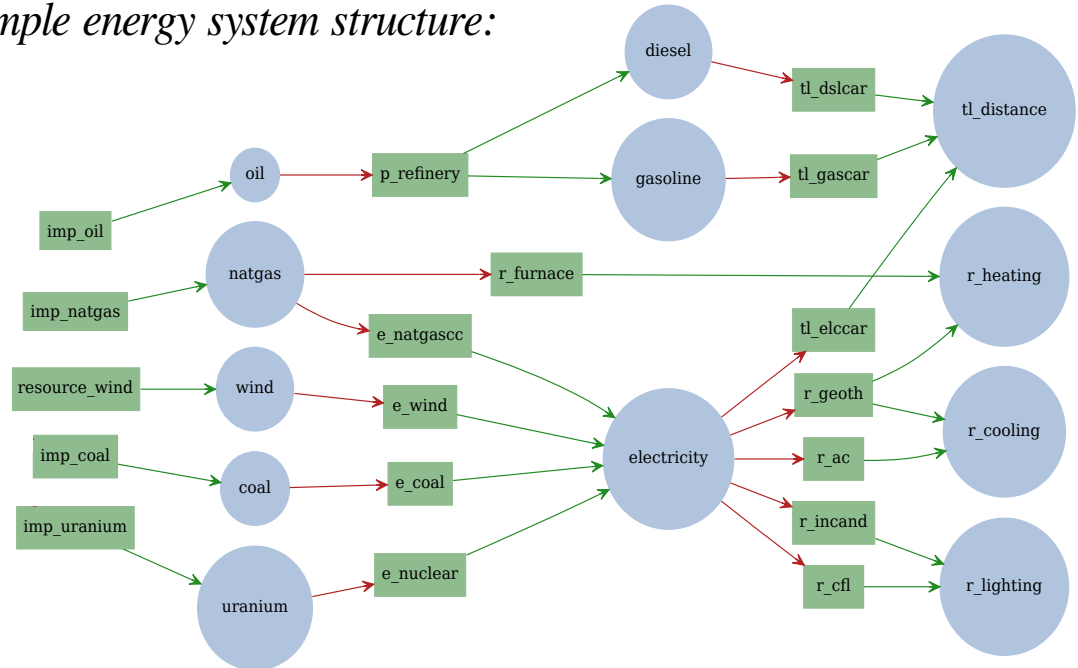 mple energy system structure:
diesel
tl_dslcar
tl_distance
oil
p_refinery
gasoline
tl_gascar
imp_oil
natgas
r_furnace
r_heating
imp_natgas
e_natgascc
tl_elccar
resource_wind
wind
e_wind
r_geoth
r_cooling
imp_coal
electricity
r_ac
coal
e_coal
imp_uranium
r_incand
e_nuclear
r_cfl
r_lighting
uranium